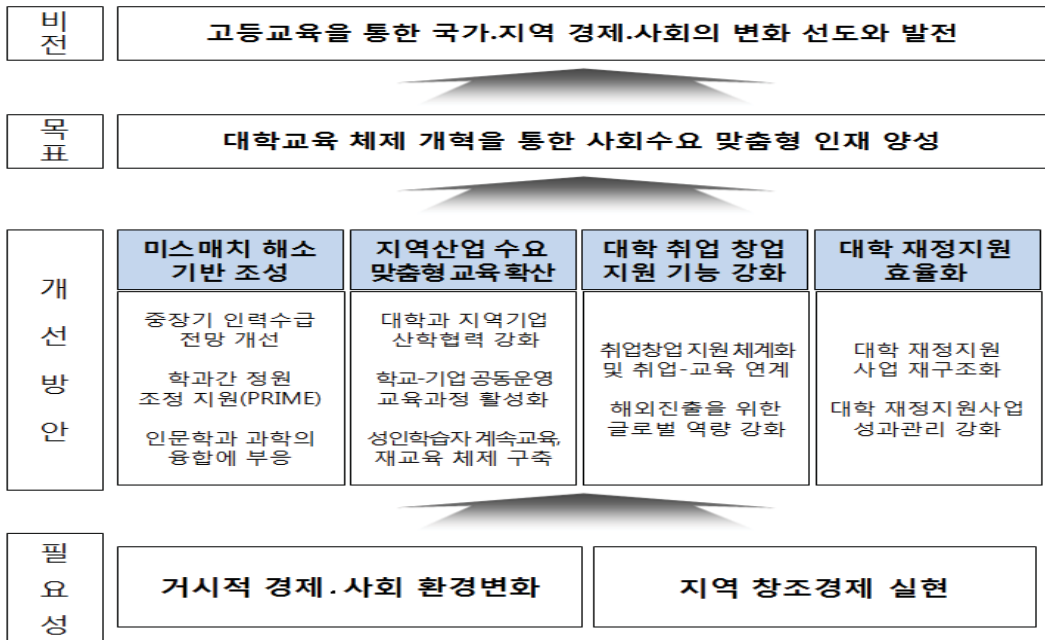 비
전
고등교육을 통한 국가.지역 경제.사회의 변화 선도와 발전
목
표
대학교육 체제 개혁을 통한 사회수요 맞춤형 인재 양성
개
선
방
안
미스매치 해소
기반 조성
중장기 인력수급
전망 개선
학과간 정원
조정 지원(PRIME)
인문학과 과학의
융합에 부응
지역산업 수요
맞춤형교육확산
대학과 지역기업
산학협력 강화
학교-기업 공동운영
교육과정 활성화
성인학습자 계속교육,
재교육 체제 구축
대학 취업 창업
지원 기능 강화
취업창업 지원 체계화
및 취업-교육 연계
해외진출을 위한
글로벌 역량 강화
대학 재정지원
효율화
대학 재정지원
사업 재구조화
대학 재정지원사업
성과관리 강화
필
요
성
거시적 경제.사회 환경변화
지역 창조경제 실현